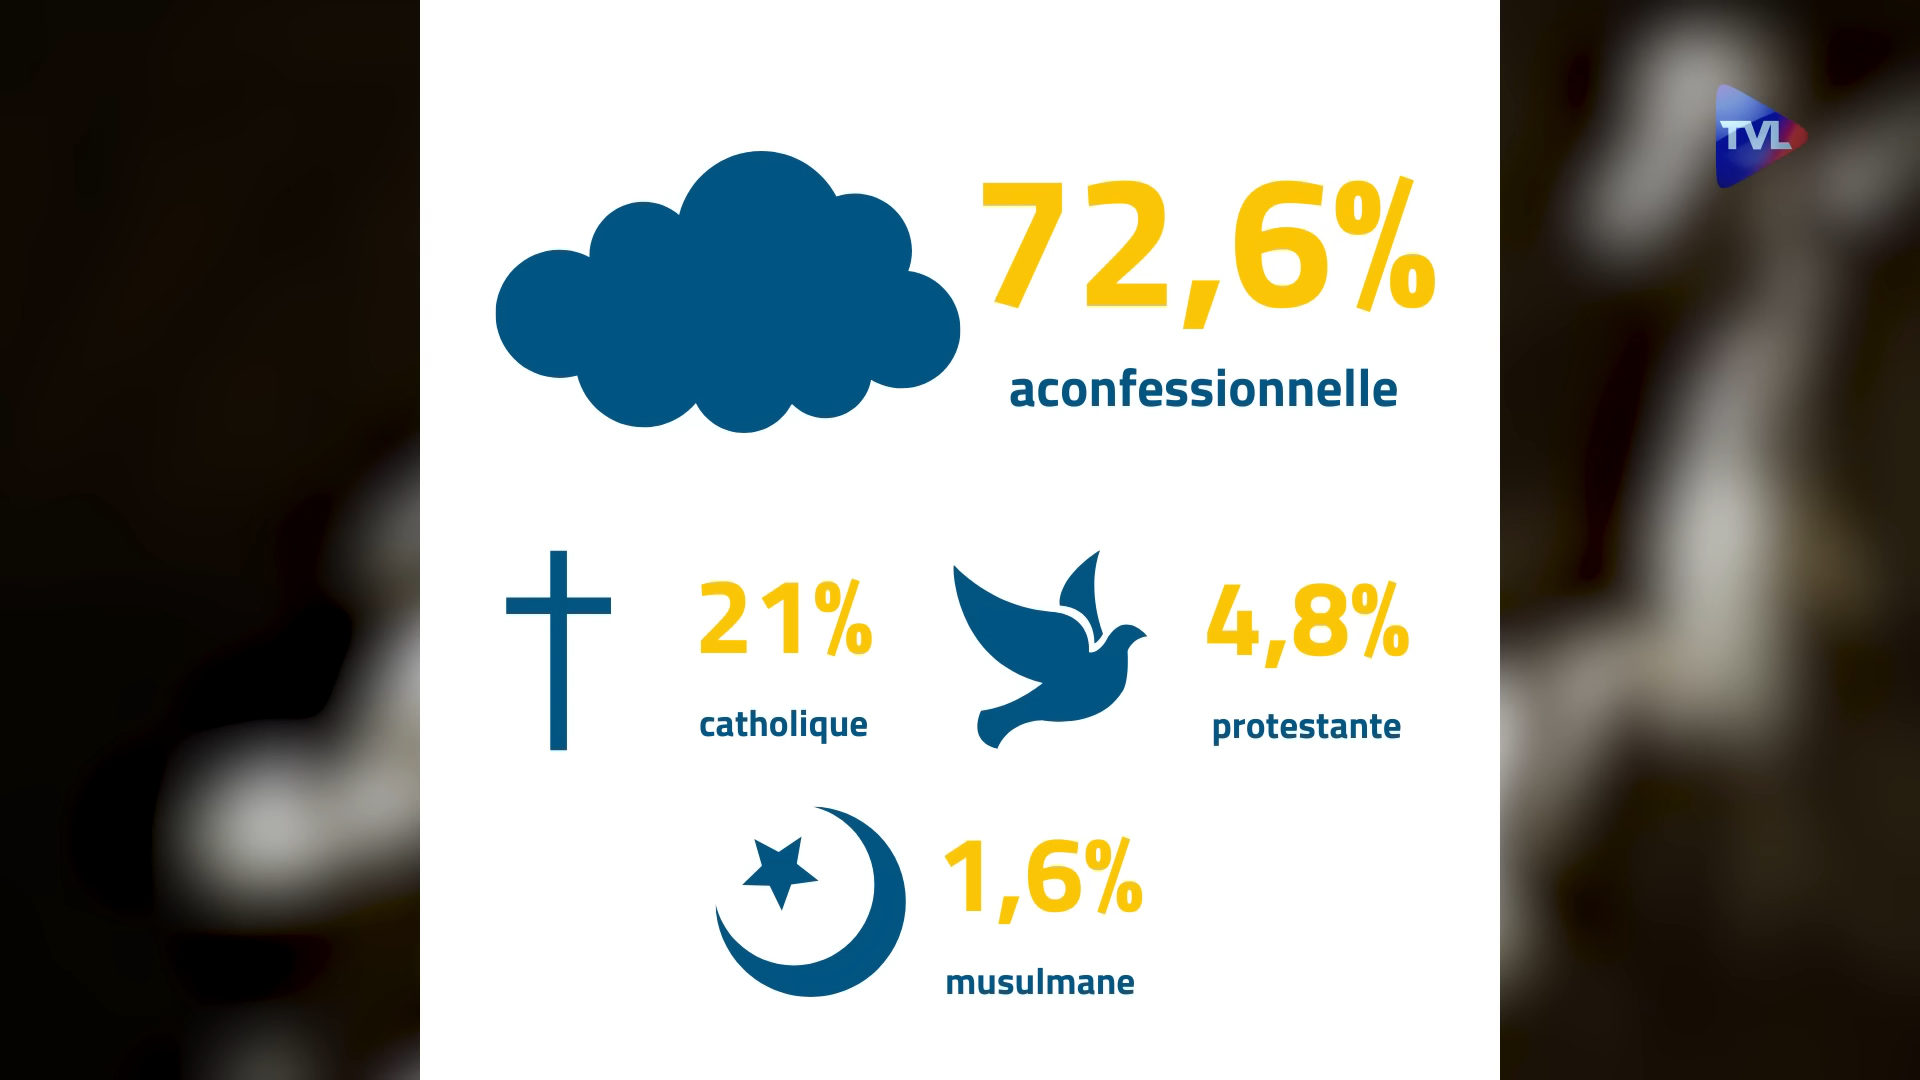 TVL
72,6%
aconfessionnelle
21%
catholique
4,8%
protestante
1,6%
musulmane